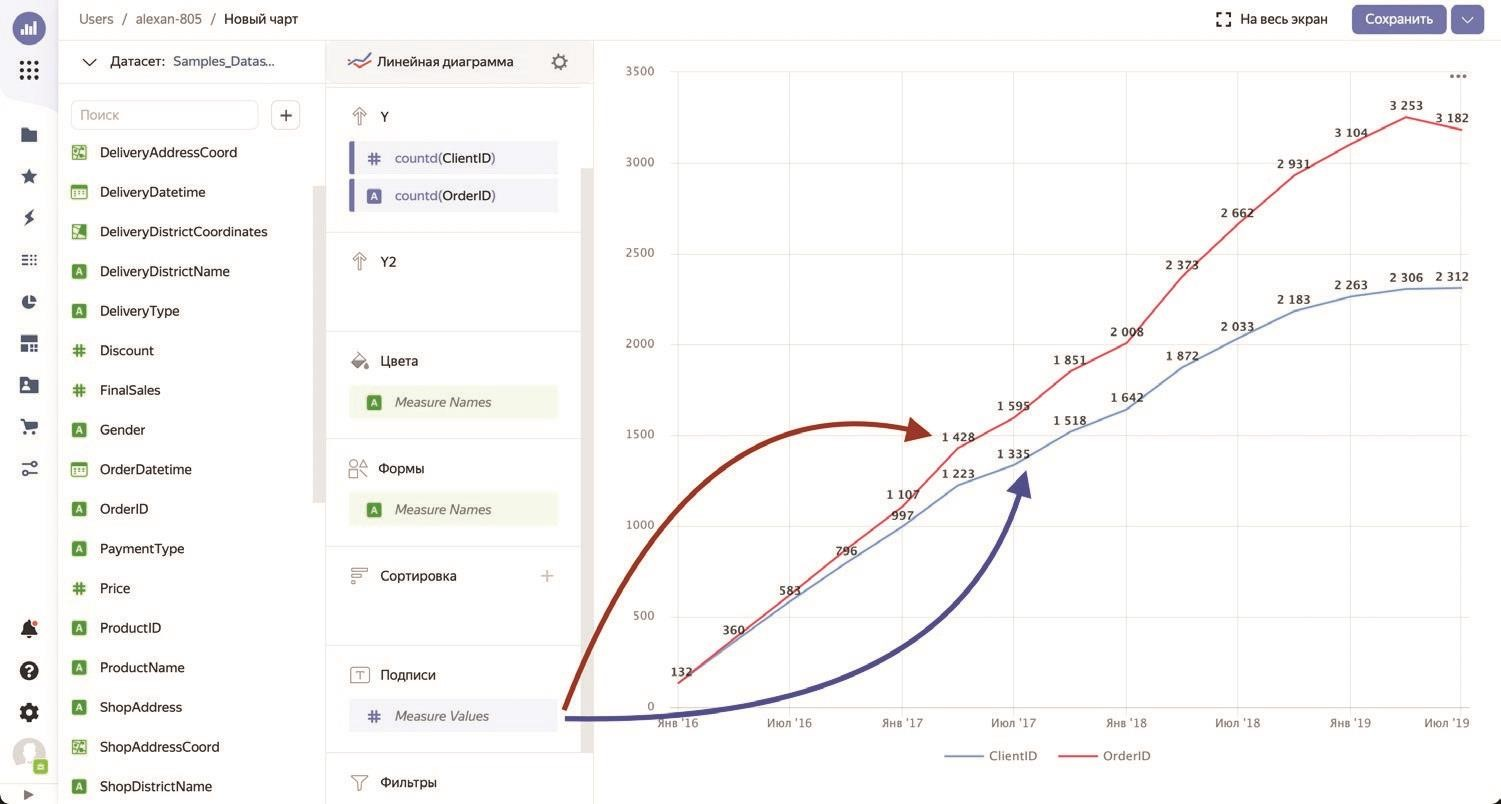 Users / alexan-805 / Новый чарт
На весь экран
Сохранить
Датасет: Samples_Datas...
Поиск
DeliveryAddressCoord
DeliveryDatetime
DeliveryDistrictCoordinates
DeliveryDistrictName
DeliveryType
Discount
FinalSales
Gender
OrderDatetime
OrderID
PaymentType
Price
ProductID
ProductName
ShopAddress
ShopAddressCoord
ShopDistrictName
Линейная диаграмма
Y
countd(ClientID)
countd(OrderID)
Y2
Цвета
Measure Names
Формы
Measure Names
Сортировка
Подписи
Measure Values
Фильтры
3500
3000
2500
2000
1500
1000
500
0
132
360
583
796
997
1 107
1 223
1 428
1 335
1 595
1 518
1 851
1 642
2 008
1 872
2 373
2 033
2 662
2 183
2 931
2 263
3 104
2 306
3 253
2 312
3 182
Янв '16
Июл '16
Янв '17
Июл '17
Янв '18
Июл '18
Янв '19
Июл '19
ClientID
OrderID